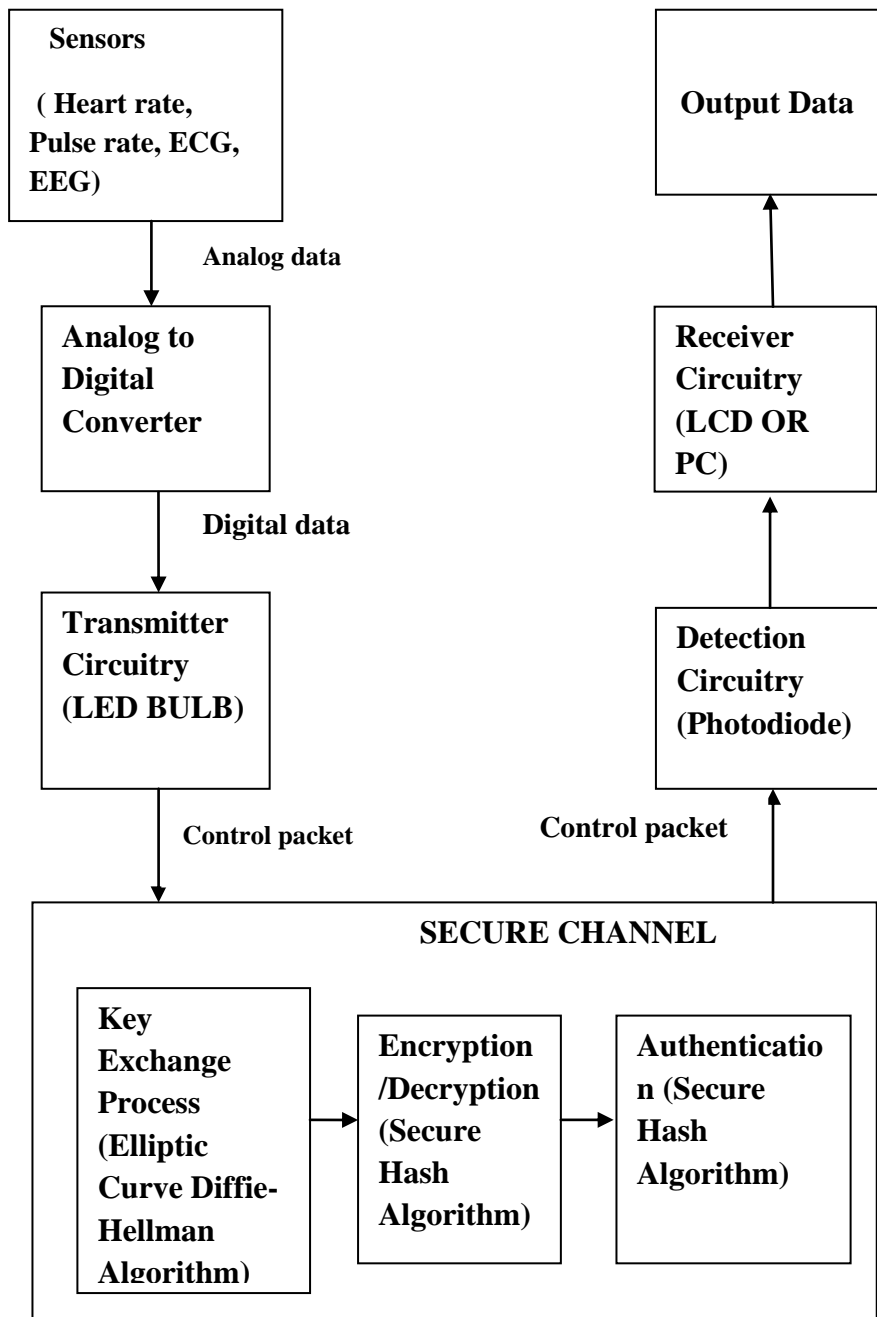 Sensors
( Heart rate,
Pulse rate, ECG,
EEG)
Analog data
Analog to
Digital
Converter
Digital data
Transmitter
Circuitry
(LED BULB)
Control packet
SECURE CHANNEL
Key
Exchange
Process
(Elliptic
Curve Diffie-
Hellman
Algorithm)
Encryption
/Decryption
(Secure
Hash
Algorithm)
Authenticatio
n (Secure
Hash
Algorithm)
Control packet
Detection
Circuitry
(Photodiode)
Receiver
Circuitry
(LCD OR
PC)
Output Data